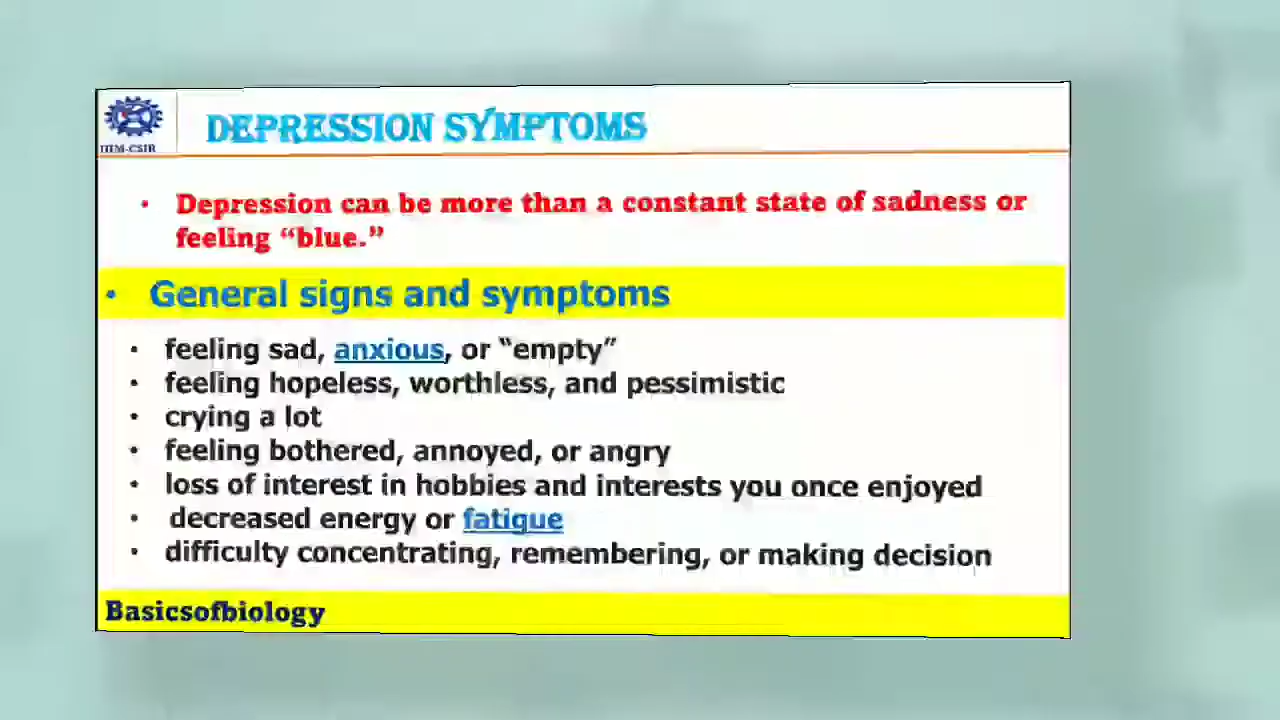 IIIM-CSIR
DEPRESSION SYMPTOMS
• Depression can be more than a constant state of sadness or
feeling “blue.”
• General signs and symptoms
• feeling sad, anxious, or “empty”
• feeling hopeless, worthless, and pessimistic
• crying a lot
• feeling bothered, annoyed, or angry
• loss of interest in hobbies and interests you once enjoyed
• decreased energy or fatigue
• difficulty concentrating, remembering, or making decision
Basicsofbiology